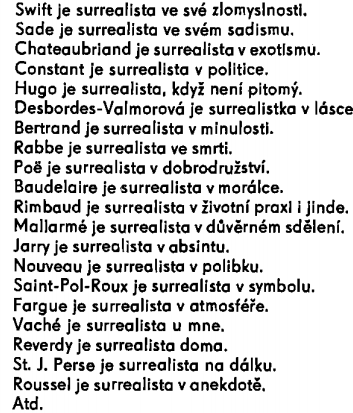 Swift je surrealista ve své zlomyslnosti.
Sade je surrealista ve svém sadismu.
Chateaubriand je surrealista v exotismu.
Constant je surrealista v politice.
Hugo je surrealista, když není pitomý.
Desbordes-Valmorová je surrealistka v lásce
Bertrand je surrealista v minulosti.
Rabbe je surrealista ve smrti.
Poë je surrealista v dobrodružství.
Baudelaire je surrealista v morálce.
Rimbaud je surrealista v životní praxi i jinde.
Mallarmé je surrealista v důvěrném sdělení.
Jarry je surrealista v absintu.
Nouveau je surrealista v polibku.
Saint-Pol-Roux je surrealista v symbolu.
Fargue je surrealista v atmosféře.
Vaché je surrealista u mne.
Reverdy je surrealista doma.
St. J. Perse je surrealista na dálku.
Roussel je surrealista v anekdotě.
Atd.